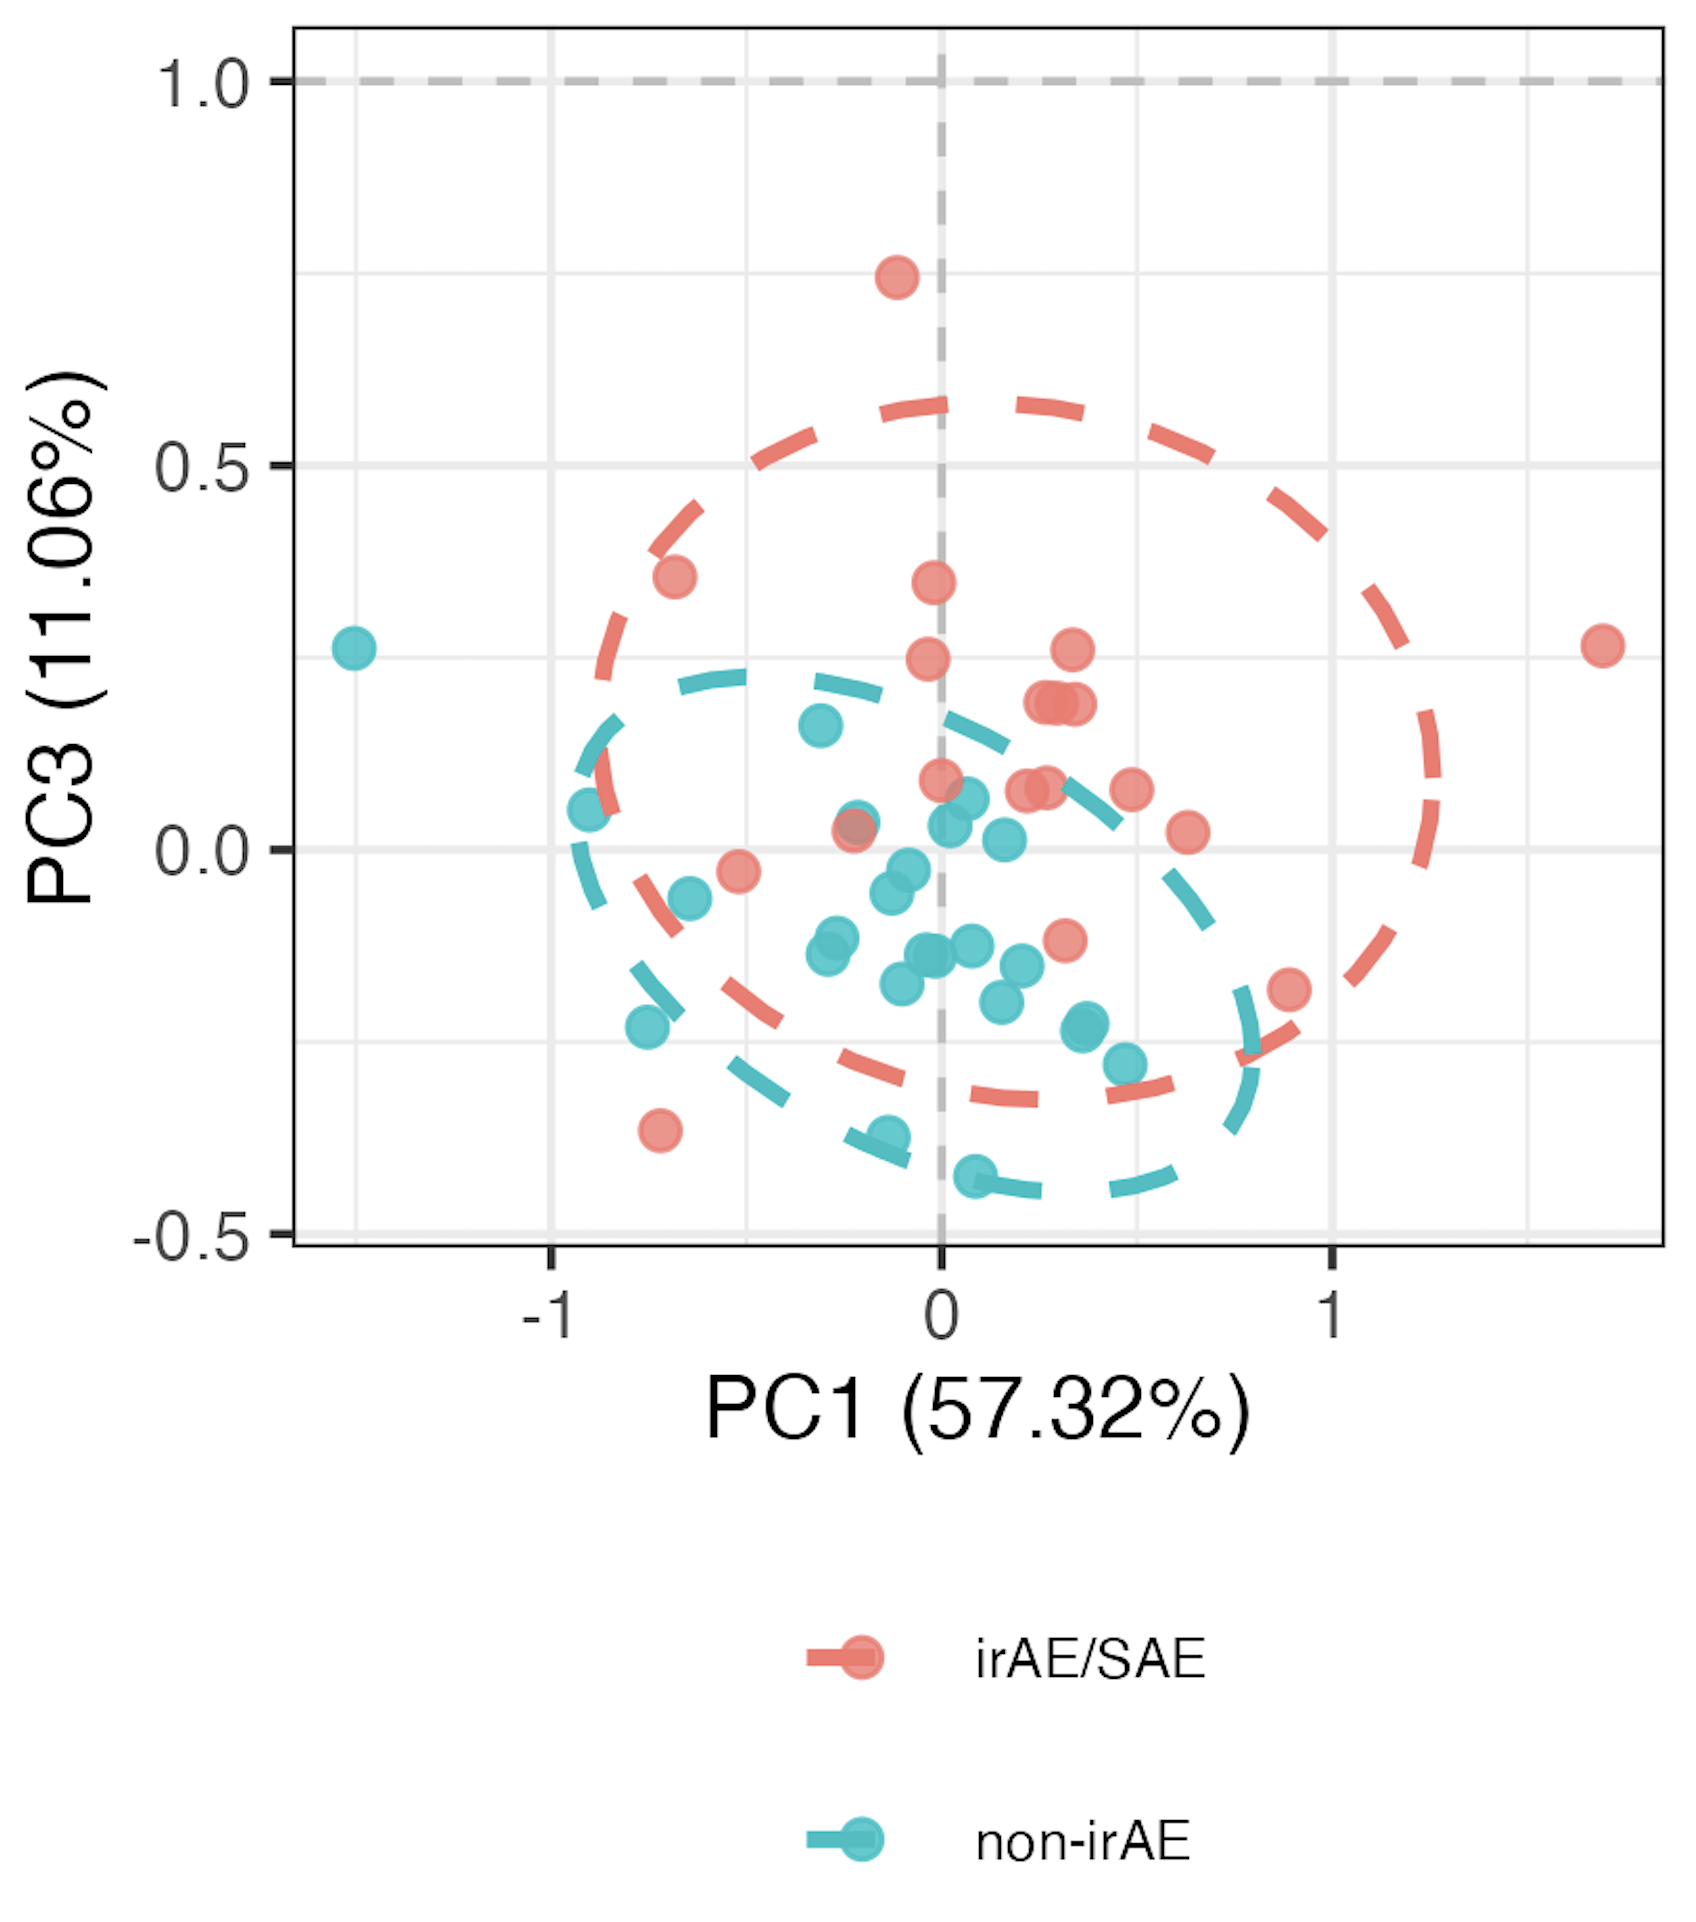 1.0
0.5
0.0
-0.5
PC3 (11.06%)
-1 0 1
PC1 (57.32%)
irAE/SAE
non-irAE